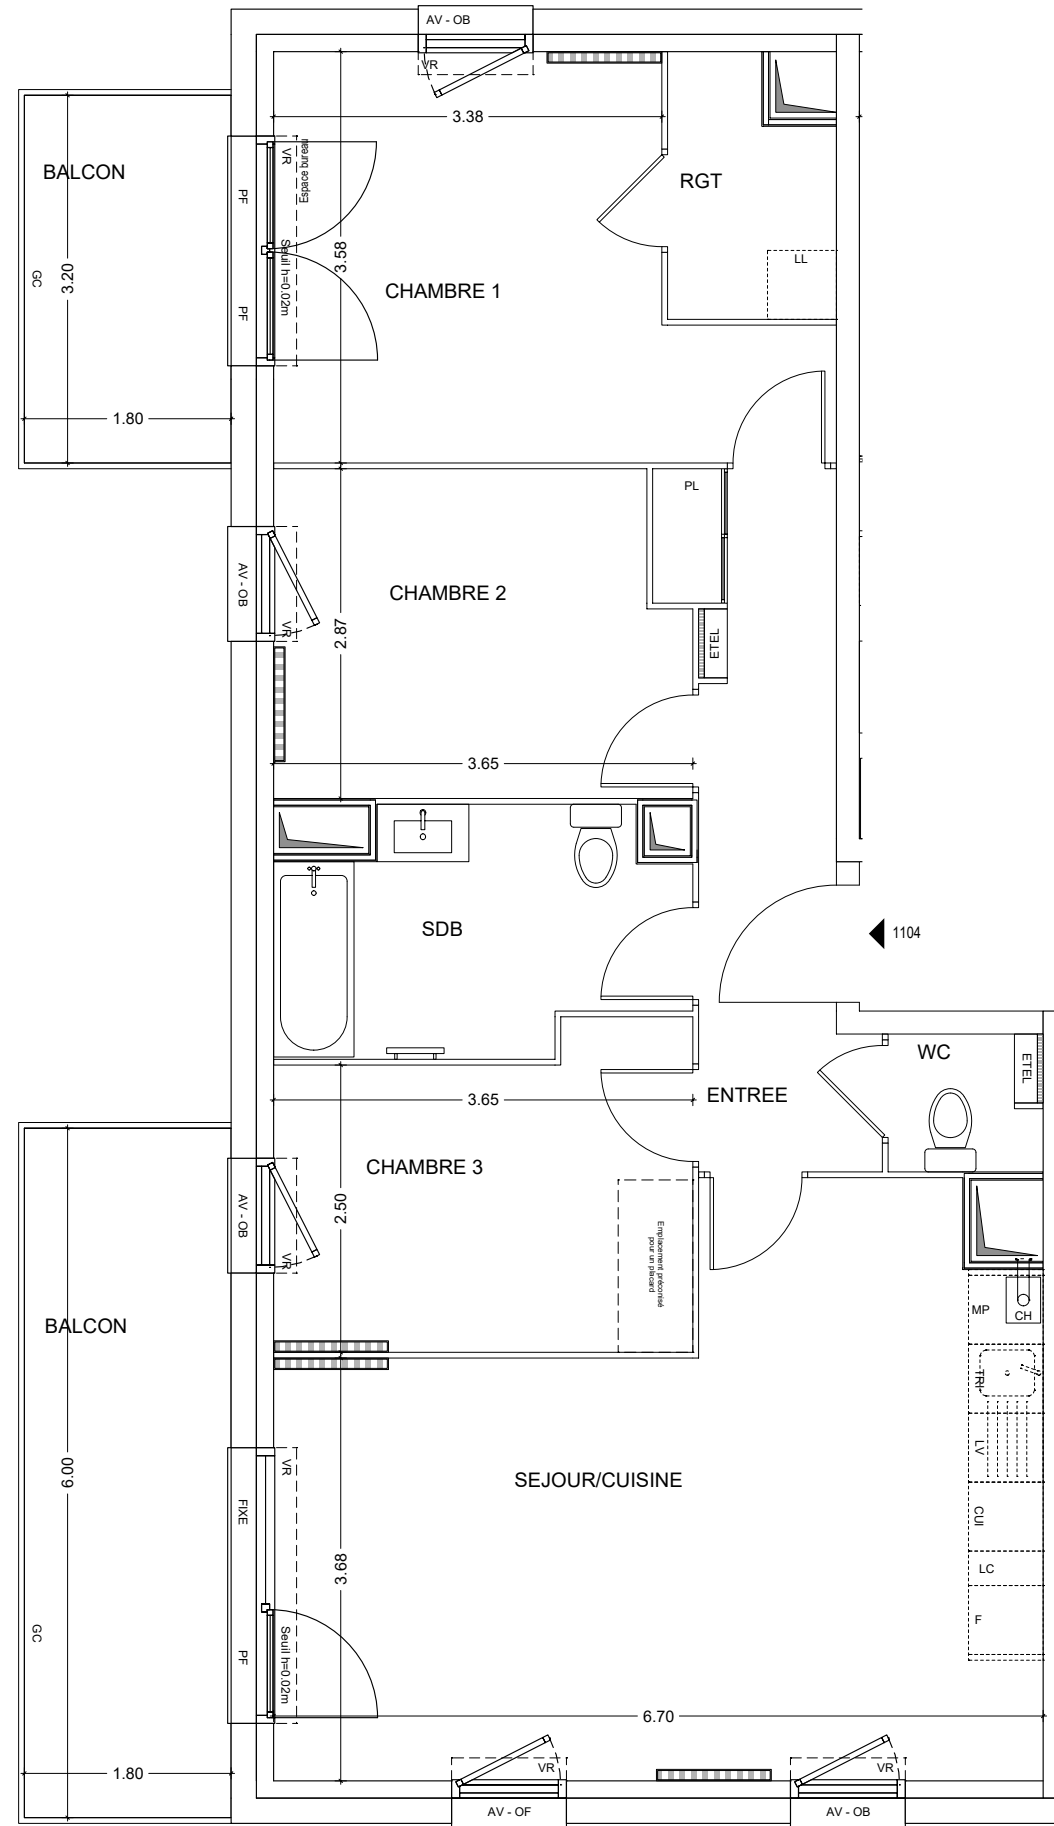 AV - OB
VR
3.38
BALCON
VR
Espace bureau
PF
RGT
GC
3.20
Seuil h=0.02m
3.58
LL
CHAMBRE 1
PF
1.80
PL
AV - OB
CHAMBRE 2
VR
2.87
ETEL
3.65
SDB
1104
WC
ETEL
ENTREE
3.65
CHAMBRE 3
AV - OB
2.50
VR
Emplacement préconisé
pour un placard
BALCON
MP
CH
TRI
LV
VR
6.00
SEJOUR/CUISINE
FIXE
CUI
LC
3.68
F
GC
Seuil h=0.02m
PF
6.70
1.80
VR
VR
AV - OF
AV - OB